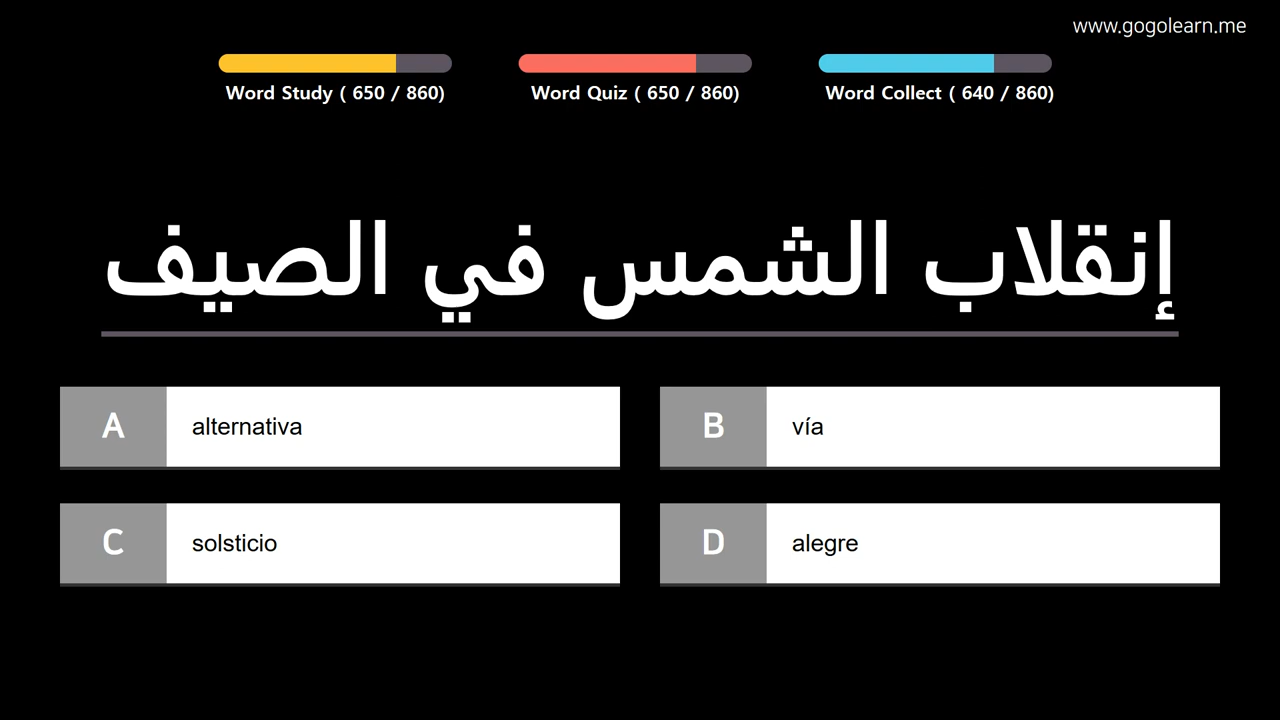 www.gogolearn.me
Word Study ( 650 / 860)
Word Quiz ( 650 / 860)
Word Collect ( 640 / 860)
إنقلاب الشمس في الصيف
A alternativa
B vía
C solsticio
D alegre